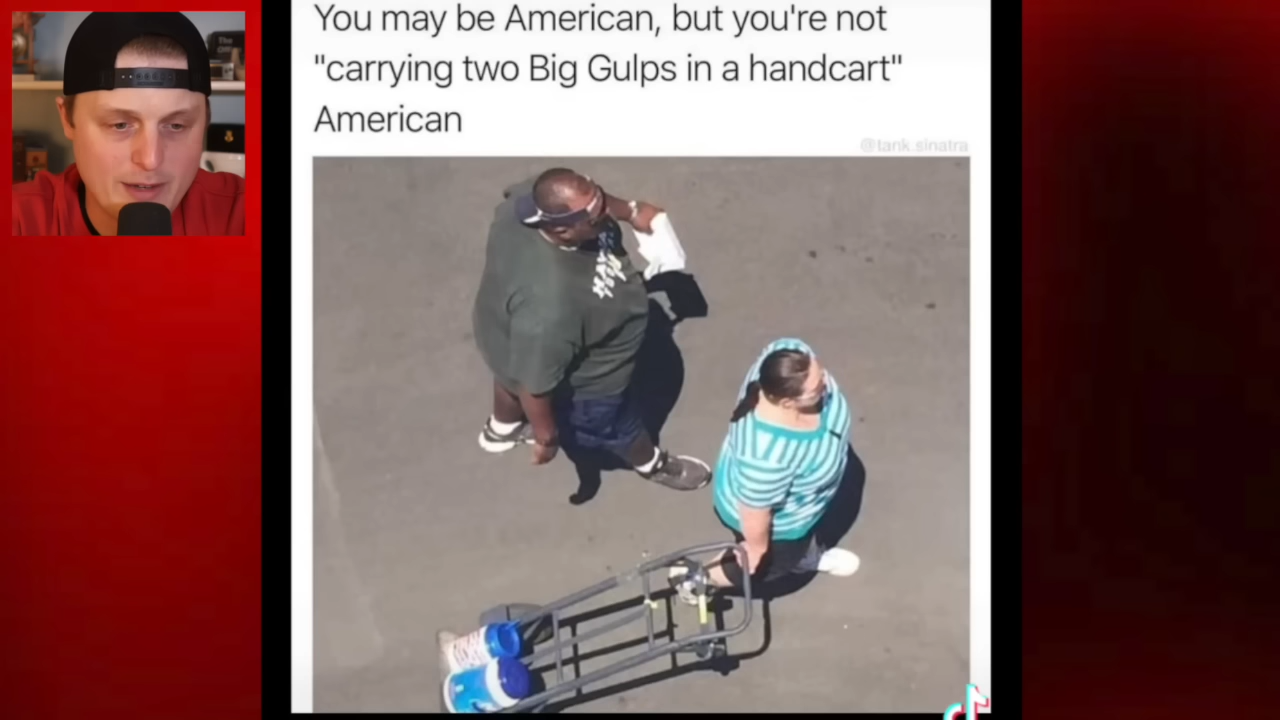 You may be American, but you're not
"carrying two Big Gulps in a handcart"
American
@tank.sinatra